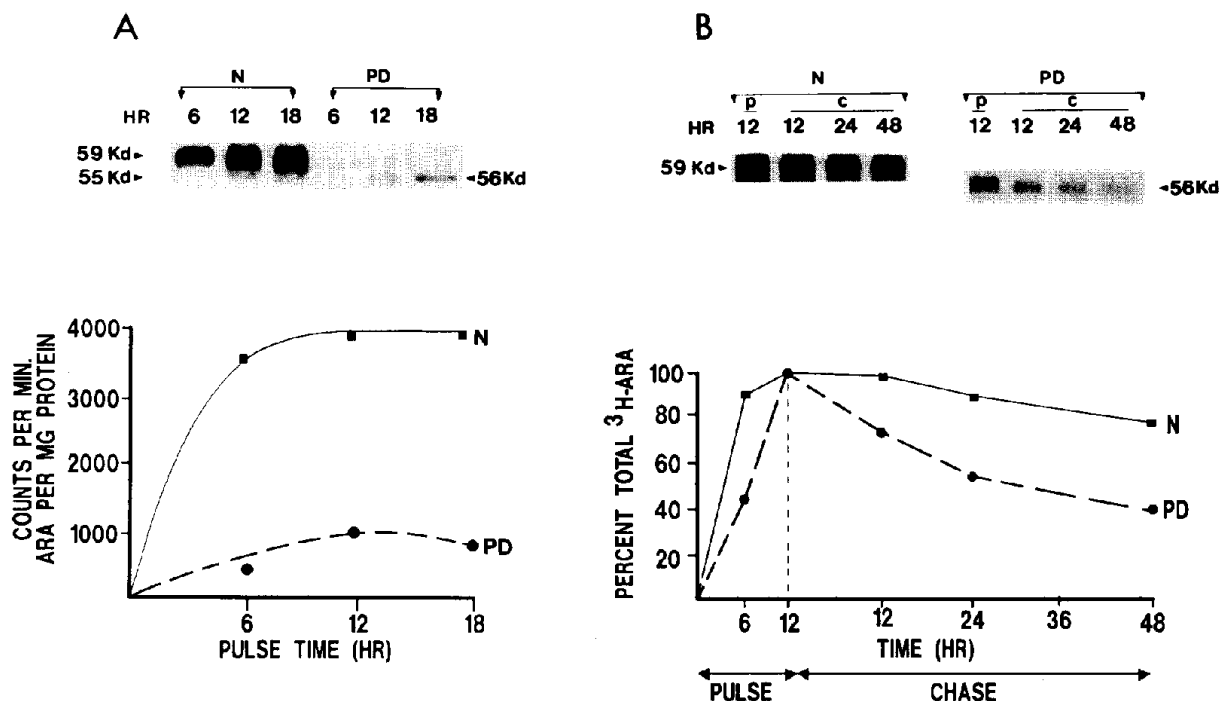 A
N
PD
HR 6 12 18 6 12 18
59 Kd
55 Kd
56Kd
COUNTS PER MIN.
ARA PER MG PROTEIN
4000
3000
2000
1000
N
PD
6 12 18
PULSE TIME (HR)
B
N
PD
p c p c
HR 12 12 24 48 12 12 24 48
59 Kd
56Kd
PERCENT TOTAL ³H-ARA
100
80
60
40
20
N
PD
6 12 12 24 36 48
TIME (HR)
PULSE CHASE